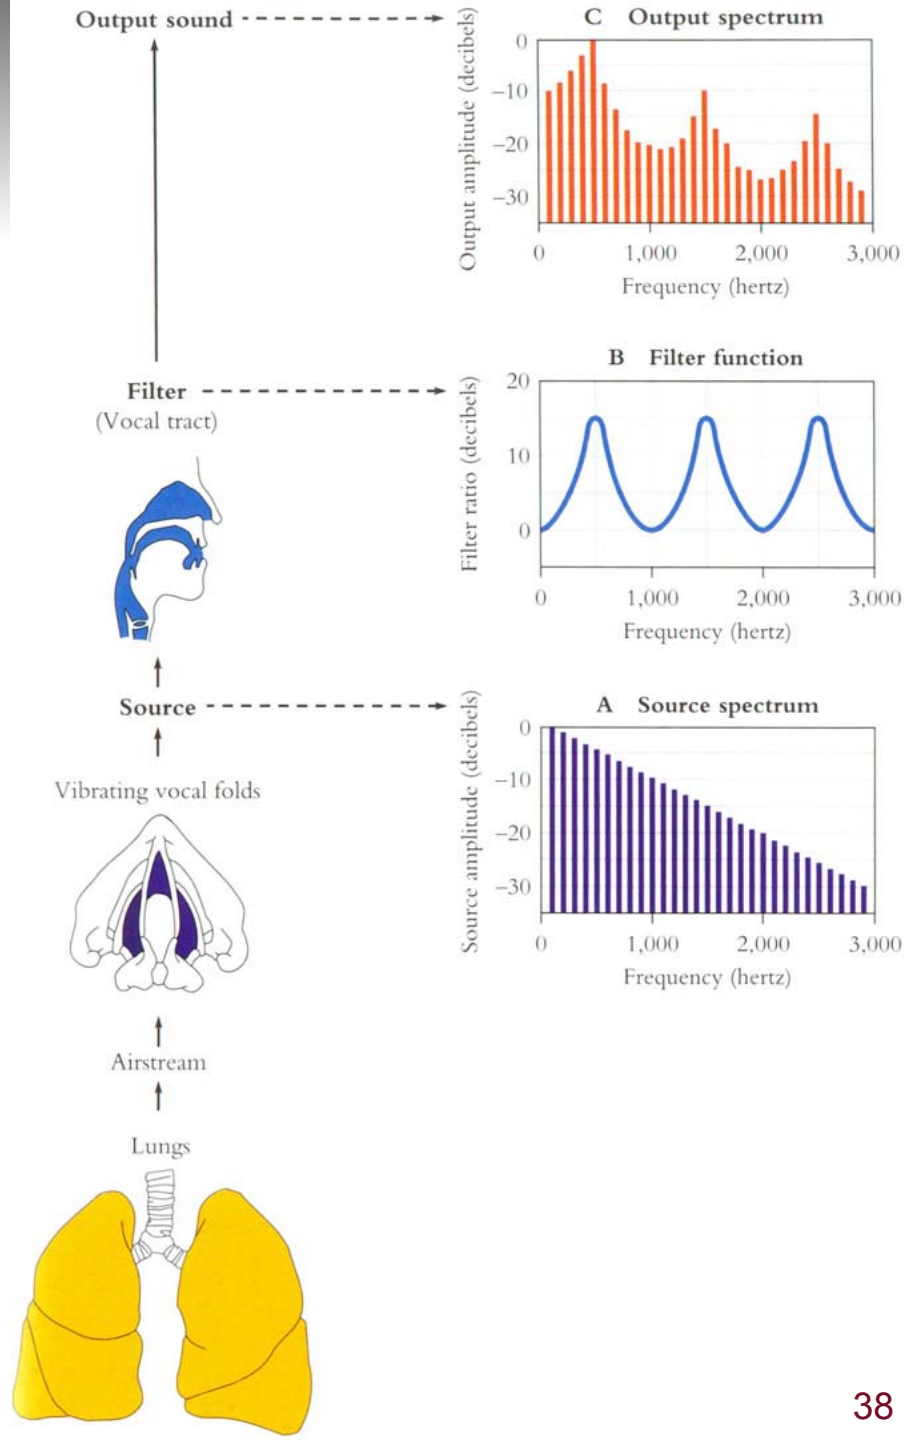 Output sound
C Output spectrum
Output amplitude (decibels)
0
−10
−20
−30
0 1,000 2,000 3,000
Frequency (hertz)
Filter
(Vocal tract)
B Filter function
Filter ratio (decibels)
20
10
0
0 1,000 2,000 3,000
Frequency (hertz)
Source
A Source spectrum
Source amplitude (decibels)
0
−10
−20
−30
0 1,000 2,000 3,000
Frequency (hertz)
Vibrating vocal folds
Airstream
Lungs
38